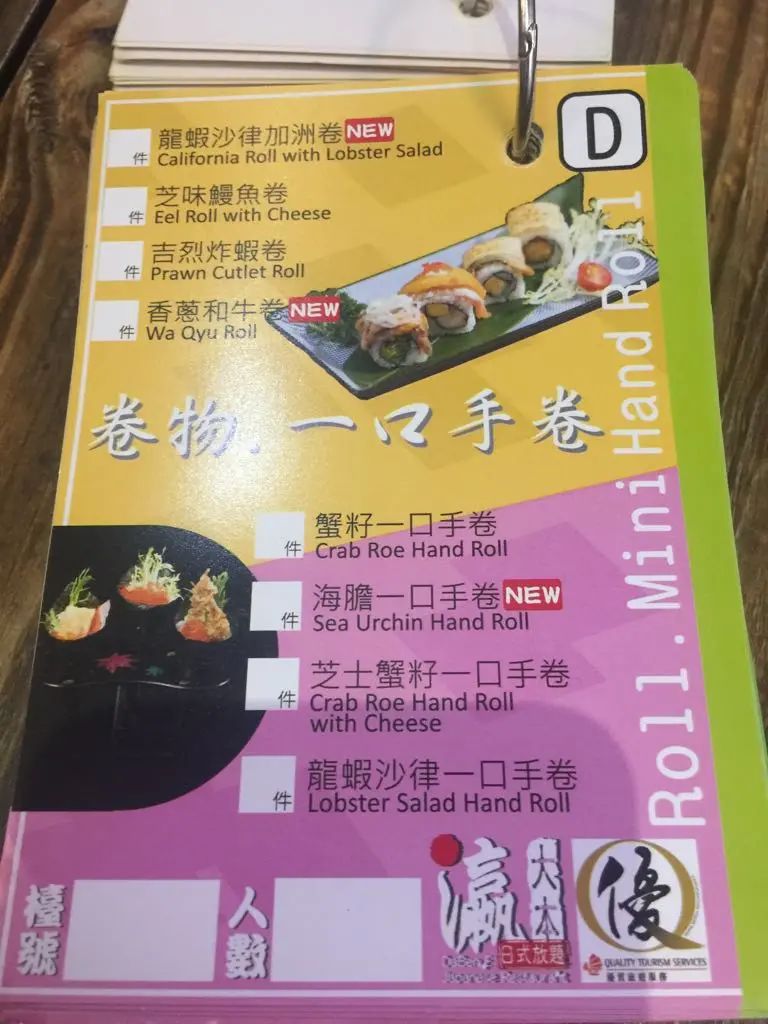 D
龍蝦沙律加洲卷 NEW
件 California Roll with Lobster Salad
芝味鰻魚卷
件 Eel Roll with Cheese
吉烈炸蝦卷
件 Prawn Cutlet Roll
香蔥和牛卷 NEW
件 Wa Qyu Roll
卷物.一口手卷
Roll.Mini Hand Roll
蟹籽一口手卷
件 Crab Roe Hand Roll
海膽一口手卷 NEW
件 Sea Urchin Hand Roll
芝士蟹籽一口手卷
件 Crab Roe Hand Roll
with Cheese
龍蝦沙律一口手卷
件 Lobster Salad Hand Roll
檯號
人數
瀛
大本
日式放題
優
QUALITY TOURISM SERVICES
優質旅遊服務